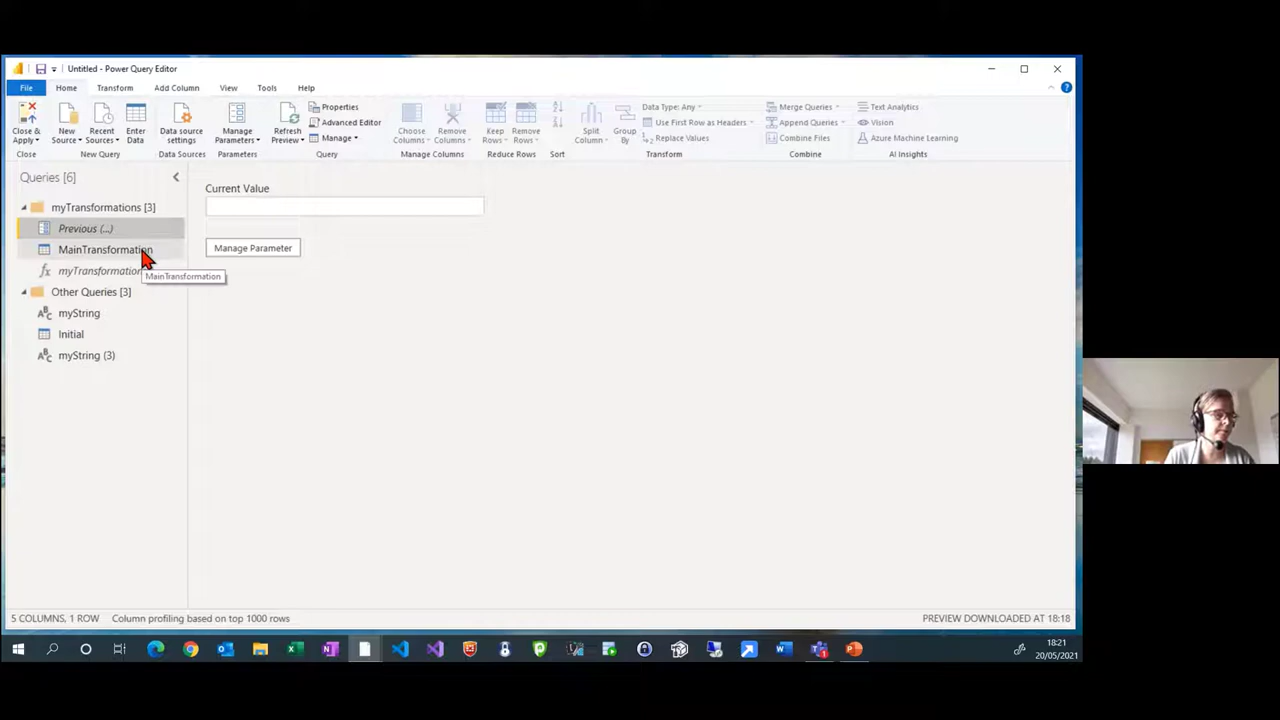 Untitled - Power Query Editor
File Home Transform Add Column View Tools Help
Close & Apply
New Source
Recent Sources
Enter Data
Data source settings
Manage Parameters
Refresh Preview
Properties
Advanced Editor
Manage
Choose Columns
Remove Columns
Keep Rows
Remove Rows
Split Column
Group By
Data Type: Any
Use First Row as Headers
Replace Values
Merge Queries
Append Queries
Combine Files
Text Analytics
Vision
Azure Machine Learning
Close New Query Data Sources Parameters Query Manage Columns Reduce Rows Sort Transform Combine AI Insights
Queries [6]
myTransformations [3]
Previous (...)
MainTransformation
myTransformation
MainTransformation
Other Queries [3]
myString
Initial
myString (3)
Current Value
Manage Parameter
5 COLUMNS, 1 ROW Column profiling based on top 1000 rows
PREVIEW DOWNLOADED AT 18:18
18:21
20/05/2021